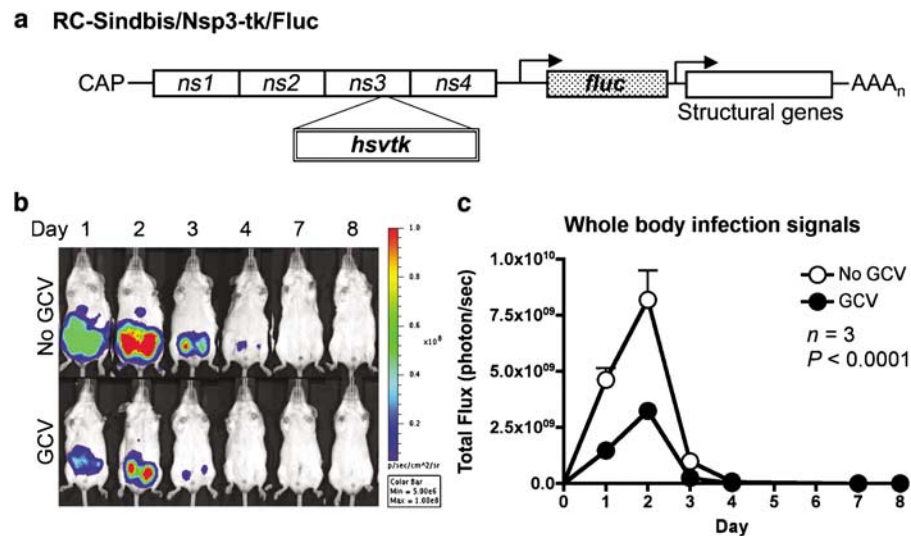 a RC-Sindbis/Nsp3-tk/Fluc
CAP ns1 ns2 ns3 ns4 fluc AAAn
Structural genes
hsvtk
b
Day 1 2 3 4 7 8
No GCV
GCV
1.0
0.8
0.6
x10⁸
0.4
0.2
p/sec/cm^2/sr
Color Bar
Min = 5.00e6
Max = 1.00e8
c
Whole body infection signals
Total Flux (photon/sec)
1.0x10¹⁰
7.5x10⁰⁹
5.0x10⁰⁹
2.5x10⁰⁹
0.0
0 1 2 3 4 5 6 7 8
Day
No GCV
GCV
n = 3
P < 0.0001